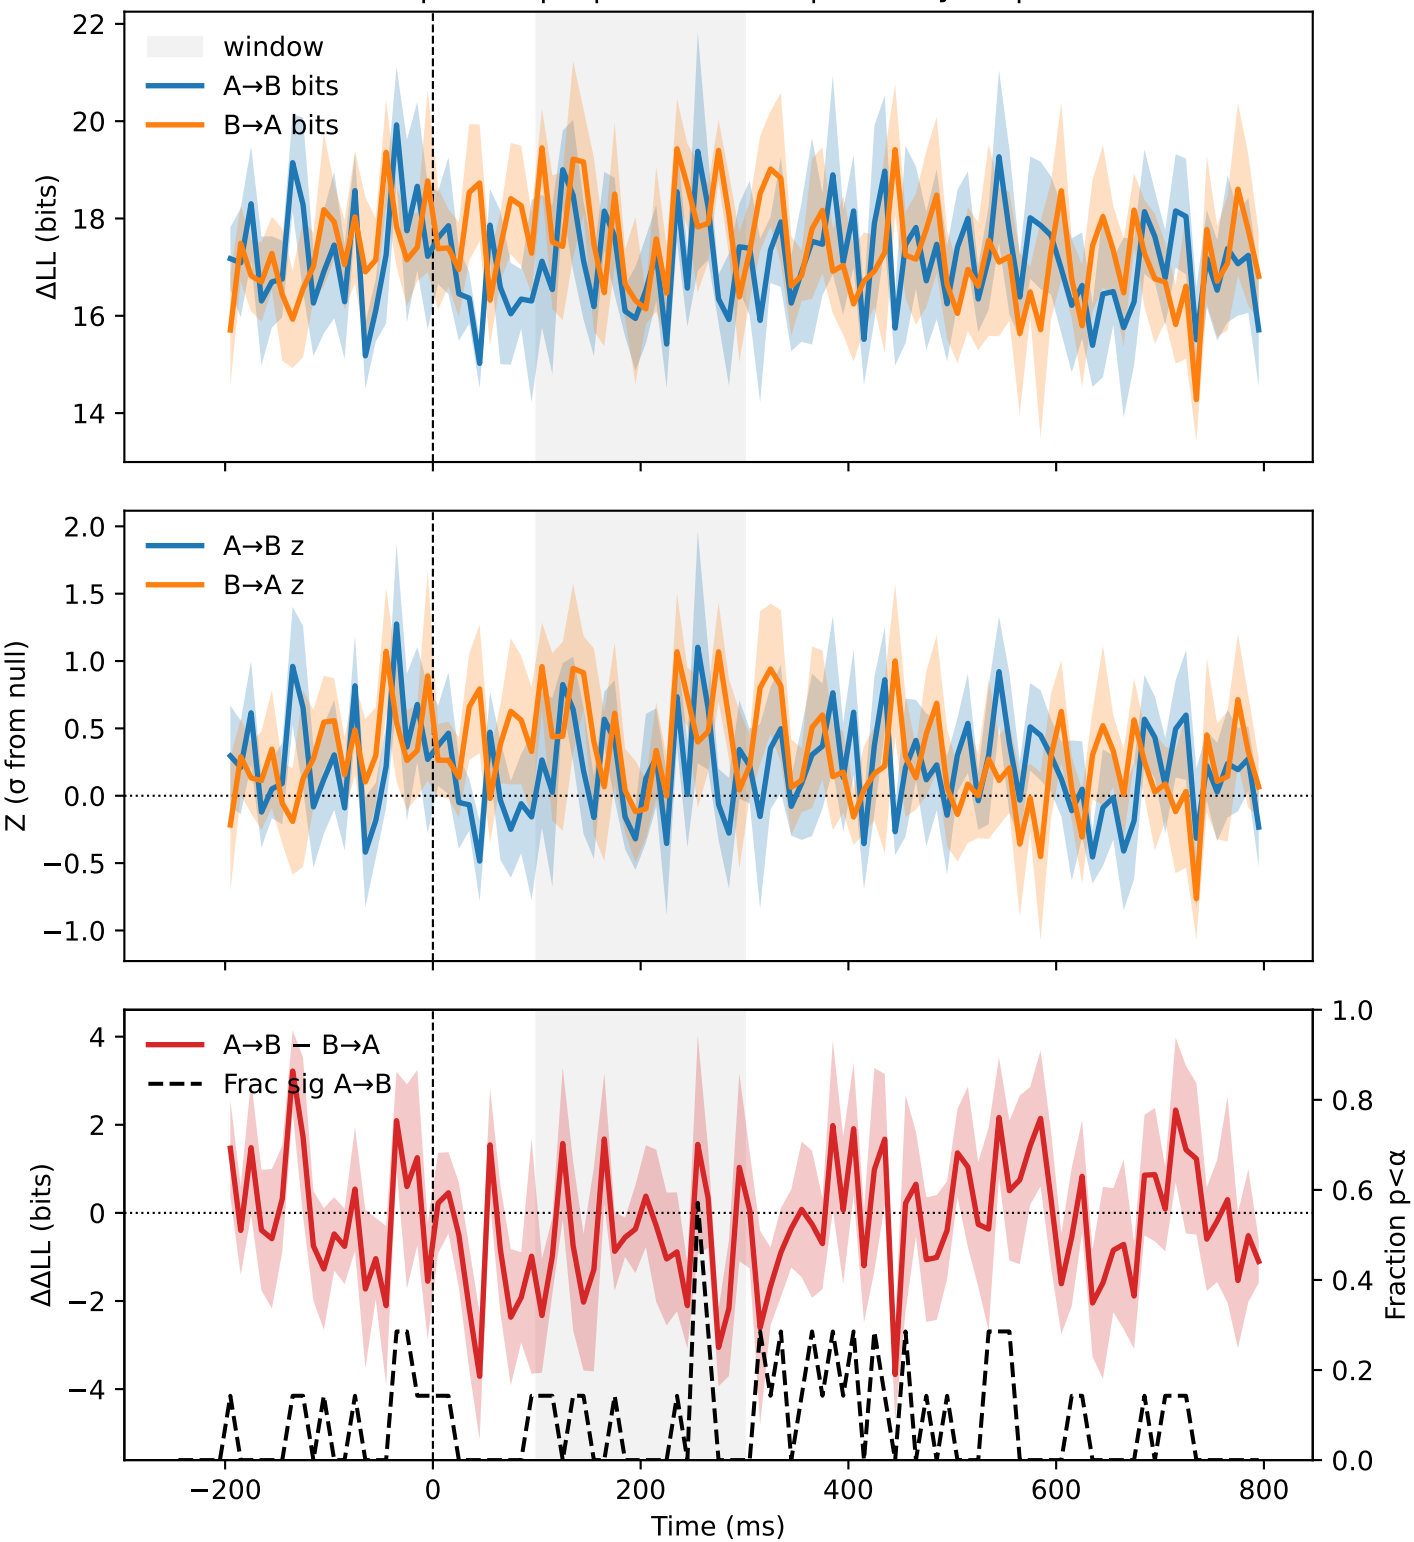 22
20
18
16
14
ΔLL (bits)
window
A→B bits
B→A bits
2.0
1.5
1.0
0.5
0.0
−0.5
−1.0
Z (σ from null)
A→B z
B→A z
4
2
0
−2
−4
ΔΔLL (bits)
A→B − B→A
Frac sig A→B
1.0
0.8
0.6
0.4
0.2
0.0
Fraction p<α
−200
0
200
400
600
800
Time (ms)